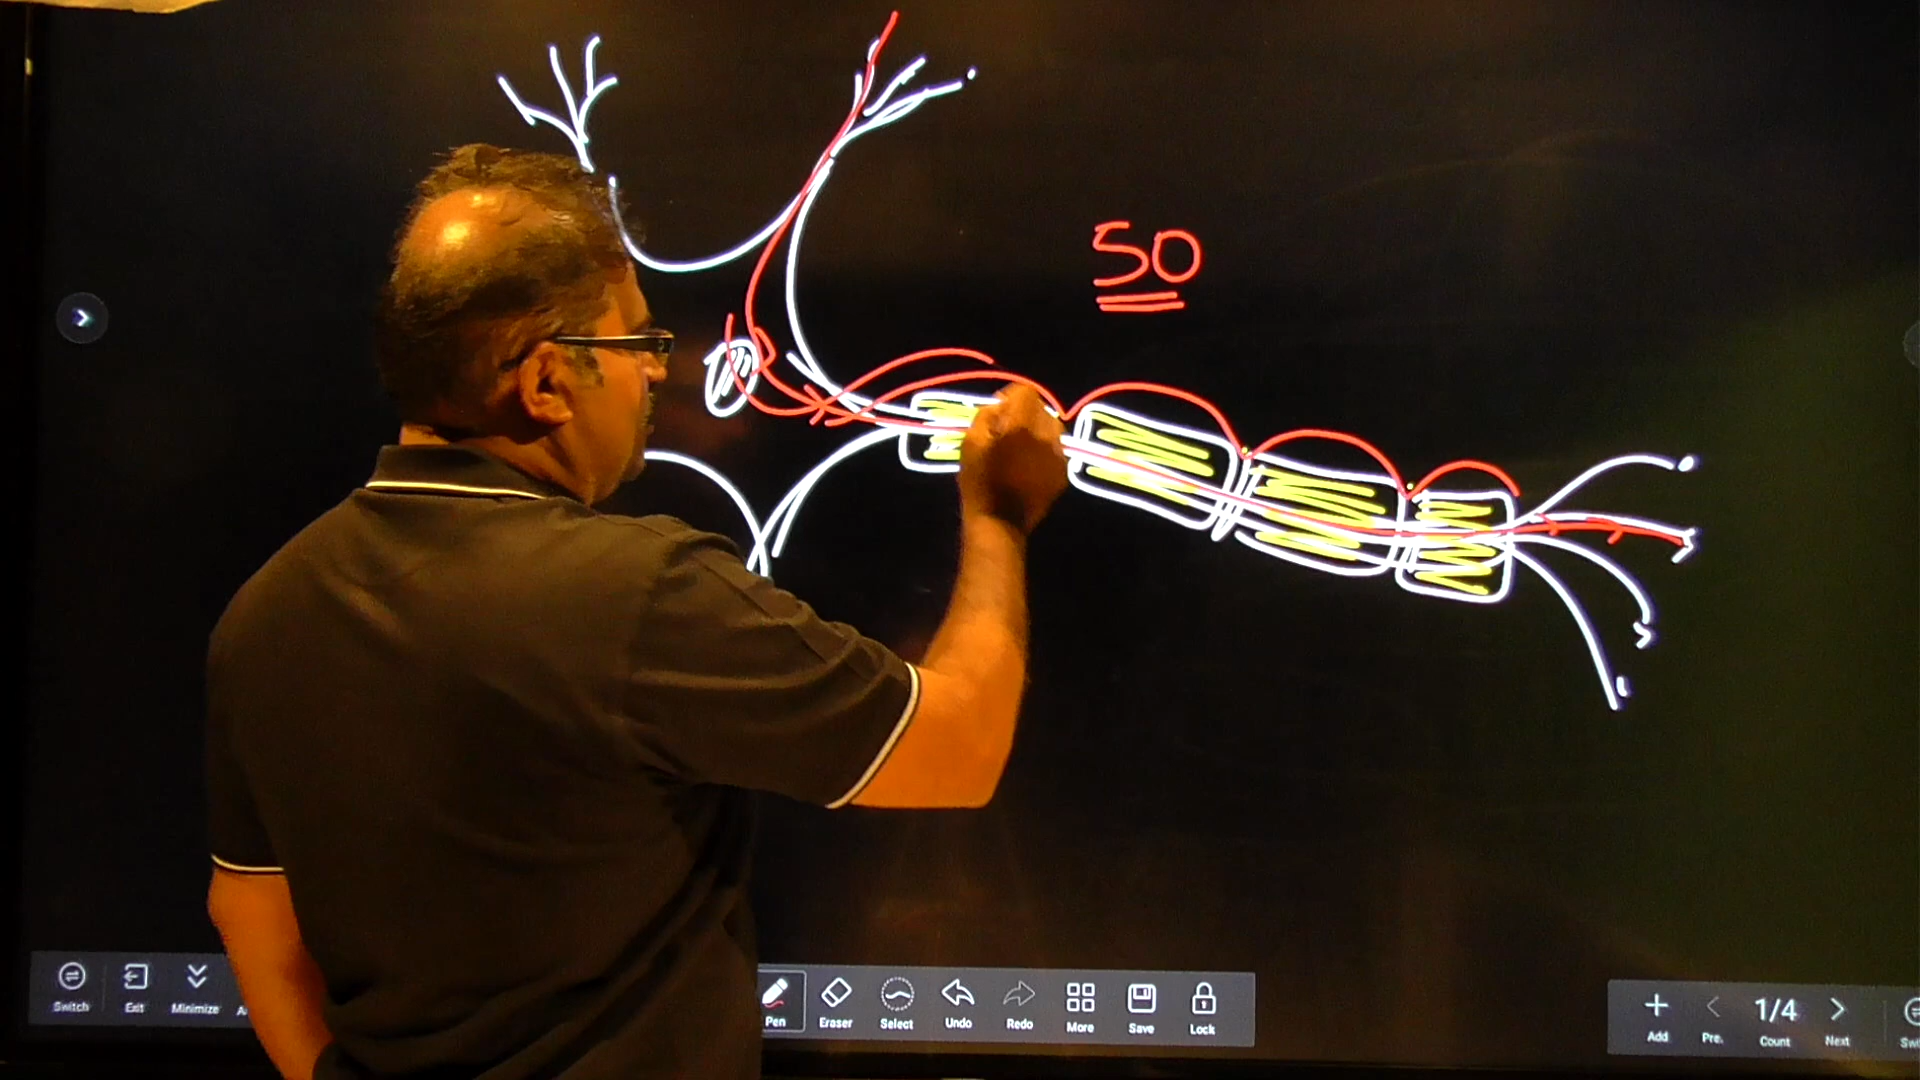 50
Switch
Exit
Minimize
Pen
Eraser
Select
Undo
Redo
More
Save
Lock
Add
Pre.
1/4
Count
Next